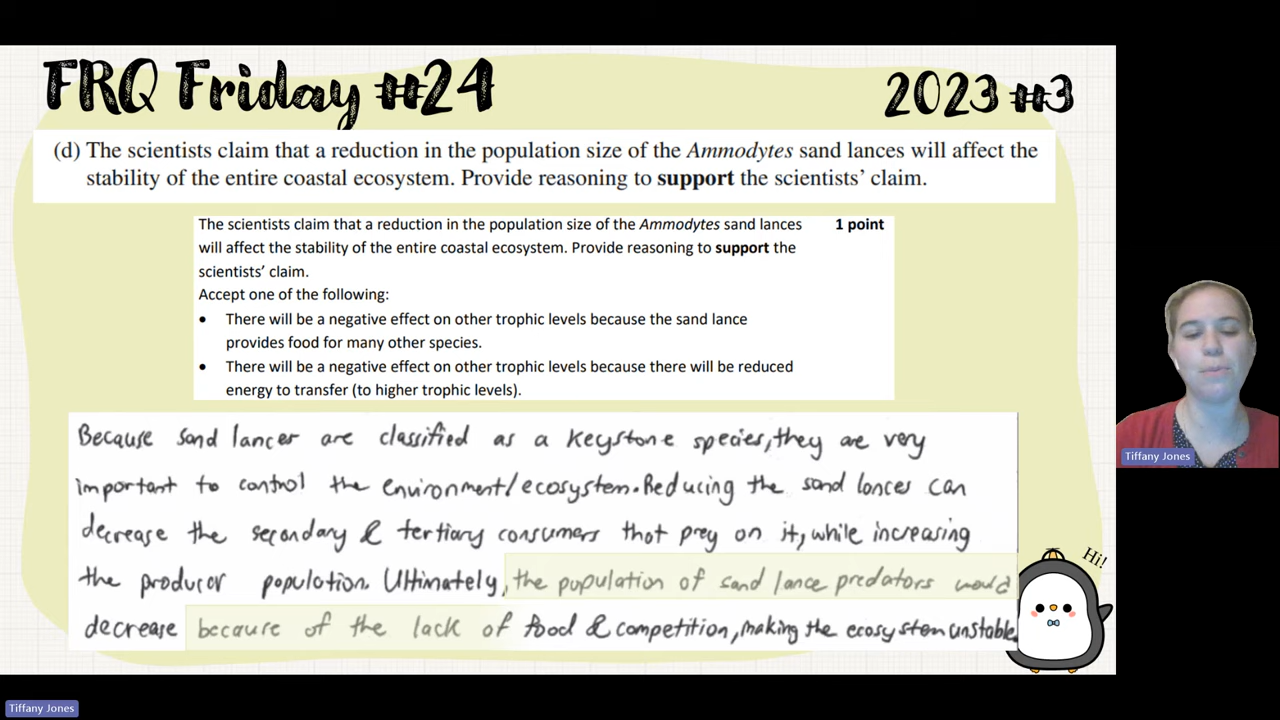 FRQ Friday #24
2023 #3
(d) The scientists claim that a reduction in the population size of the Ammodytes sand lances will affect the
stability of the entire coastal ecosystem. Provide reasoning to support the scientists' claim.
The scientists claim that a reduction in the population size of the Ammodytes sand lances
will affect the stability of the entire coastal ecosystem. Provide reasoning to support the
scientists' claim.
1 point
Accept one of the following:
• There will be a negative effect on other trophic levels because the sand lance
provides food for many other species.
• There will be a negative effect on other trophic levels because there will be reduced
energy to transfer (to higher trophic levels).
Because sand lances are classified as a keystone species, they are very
important to control the environment/ecosystem. Reducing the sand lances can
decrease the secondary & tertiary consumers that prey on it, while increasing
the producer population. Ultimately, the population of sand lance predators would
decrease because of the lack of food & competition, making the ecosystem unstable.
Hi!
Tiffany Jones
Tiffany Jones